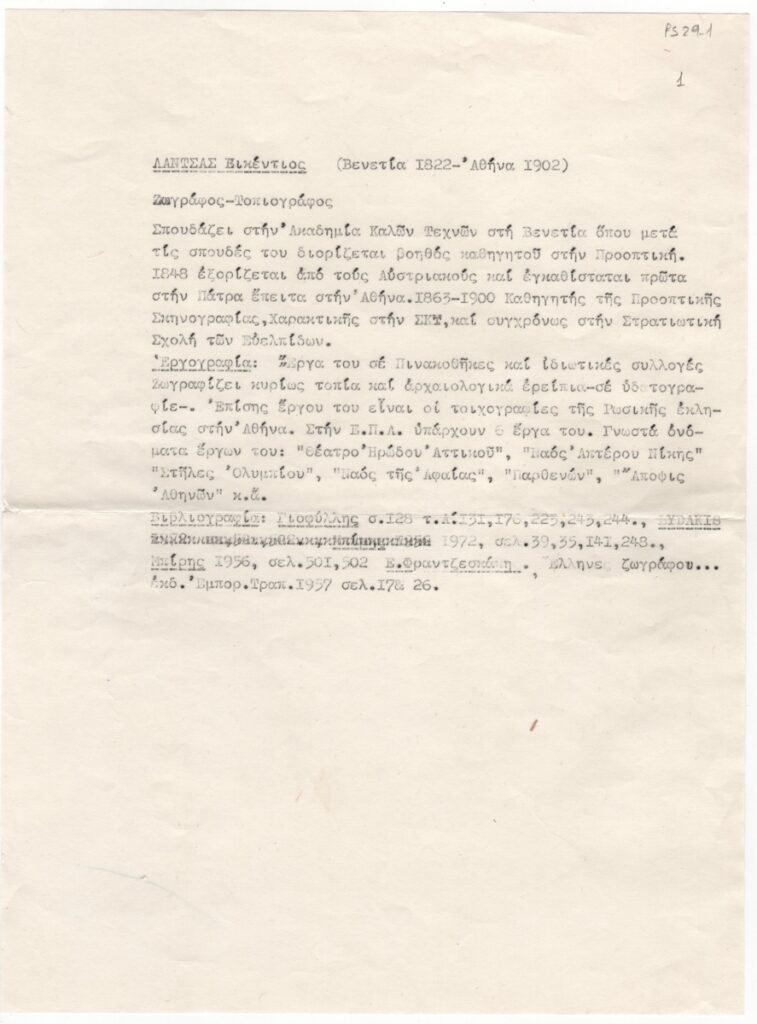 PS 29-1
1
ΛΑΝΤΣΑΣ Βικέντιος (Βενετία 1822-'Αθήνα 1902)
Ζωγράφος-Τοπιογράφος
Σπουδάζει στήν 'Ακαδημία Καλῶν Τεχνῶν στή Βενετία ὅπου μετά
τίς σπουδές του διορίζεται βοηθός καθηγητοῦ στήν Προοπτική.
1848 ἐξορίζεται ἀπό τούς Αὐστριακούς καί ἐγκαθίσταται πρῶτα
στήν Πάτρα ἔπειτα στήν 'Αθήνα. 1863-1900 Καθηγητής τῆς Προοπτικῆς
Σκηνογραφίας, Χαρακτικῆς στήν ΣΚΤ, καί συγχρόνως στήν Στρατιωτική
Σχολή τῶν Εὐελπίδων.
'Εργογραφία: Ἔργα του σέ Πινακοθῆκες καί ἰδιωτικές συλλογές
Ζωγραφίζει κυρίως τοπία καί ἀρχαιολογικά ἐρείπια-σέ ὑδατογρα-
φίε-. 'Επίσης ἔργου του εἶναι οἱ τοιχογραφίες τῆς Ρωσικῆς ἐκλη-
σίας στήν 'Αθήνα. Στήν Ε.Π.Α. ὑπάρχουν 6 ἔργα του. Γνωστά ὀνό-
ματα ἔργων του: "Θέατρο 'Ηρώδου 'Αττικοῦ", "Ναός 'Απτέρου Νίκης"
"Στῆλες 'Ολυμπίου", "Ναός τῆς 'Αφαίας", "Παρθενών", "Ἄποψις
'Αθηνῶν" κ.ἄ.
Βιβλιογραφία: Γιοφύλλης σ.128 τ.Α. 131,176,223,243,244., LYDAKIS
1972, σελ.39,35,141,248.,
Μπίρης 1956, σελ.501,502 Ε.Φραντζεσκάκη., Ἕλληνες ζωγράφου...
ἐκδ. 'Εμπορ.Τραπ.1957 σελ.17& 26.